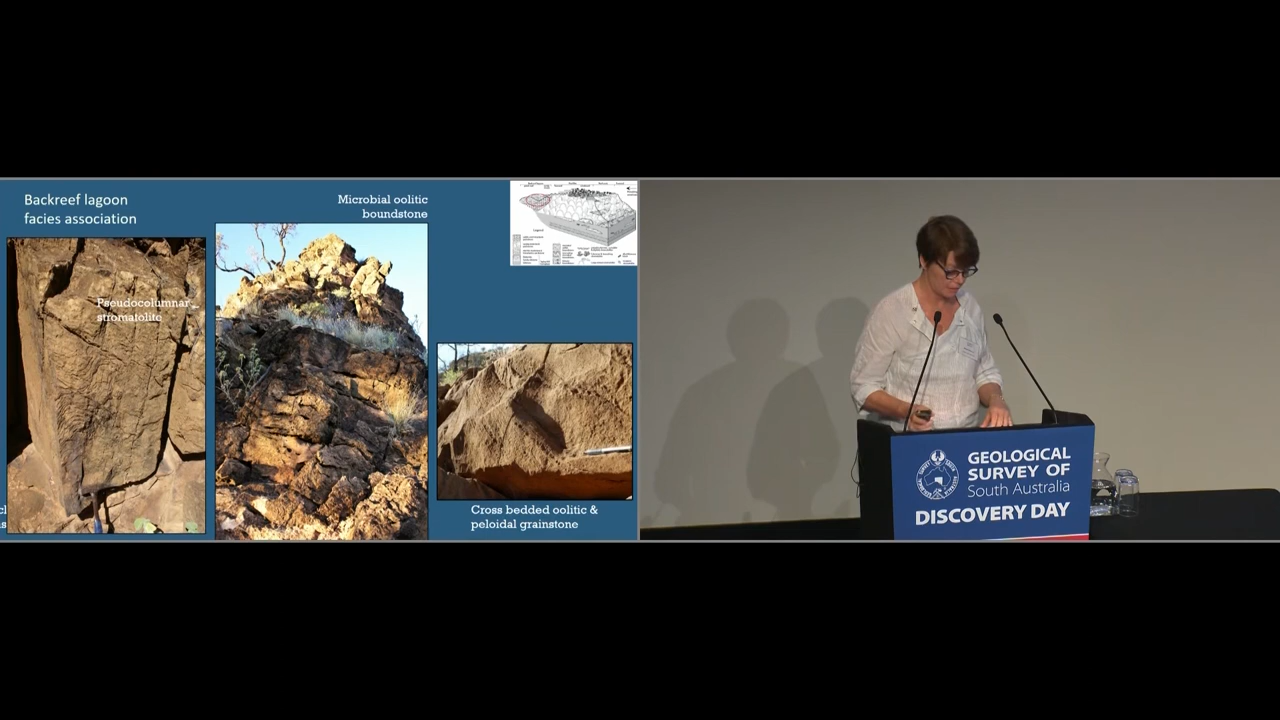 Backreef lagoon
facies association
Microbial oolitic
boundstone
Pseudocolumnar
stromatolite
Cross bedded oolitic &
peloidal grainstone
GEOLOGICAL
SURVEY OF
South Australia
DISCOVERY DAY